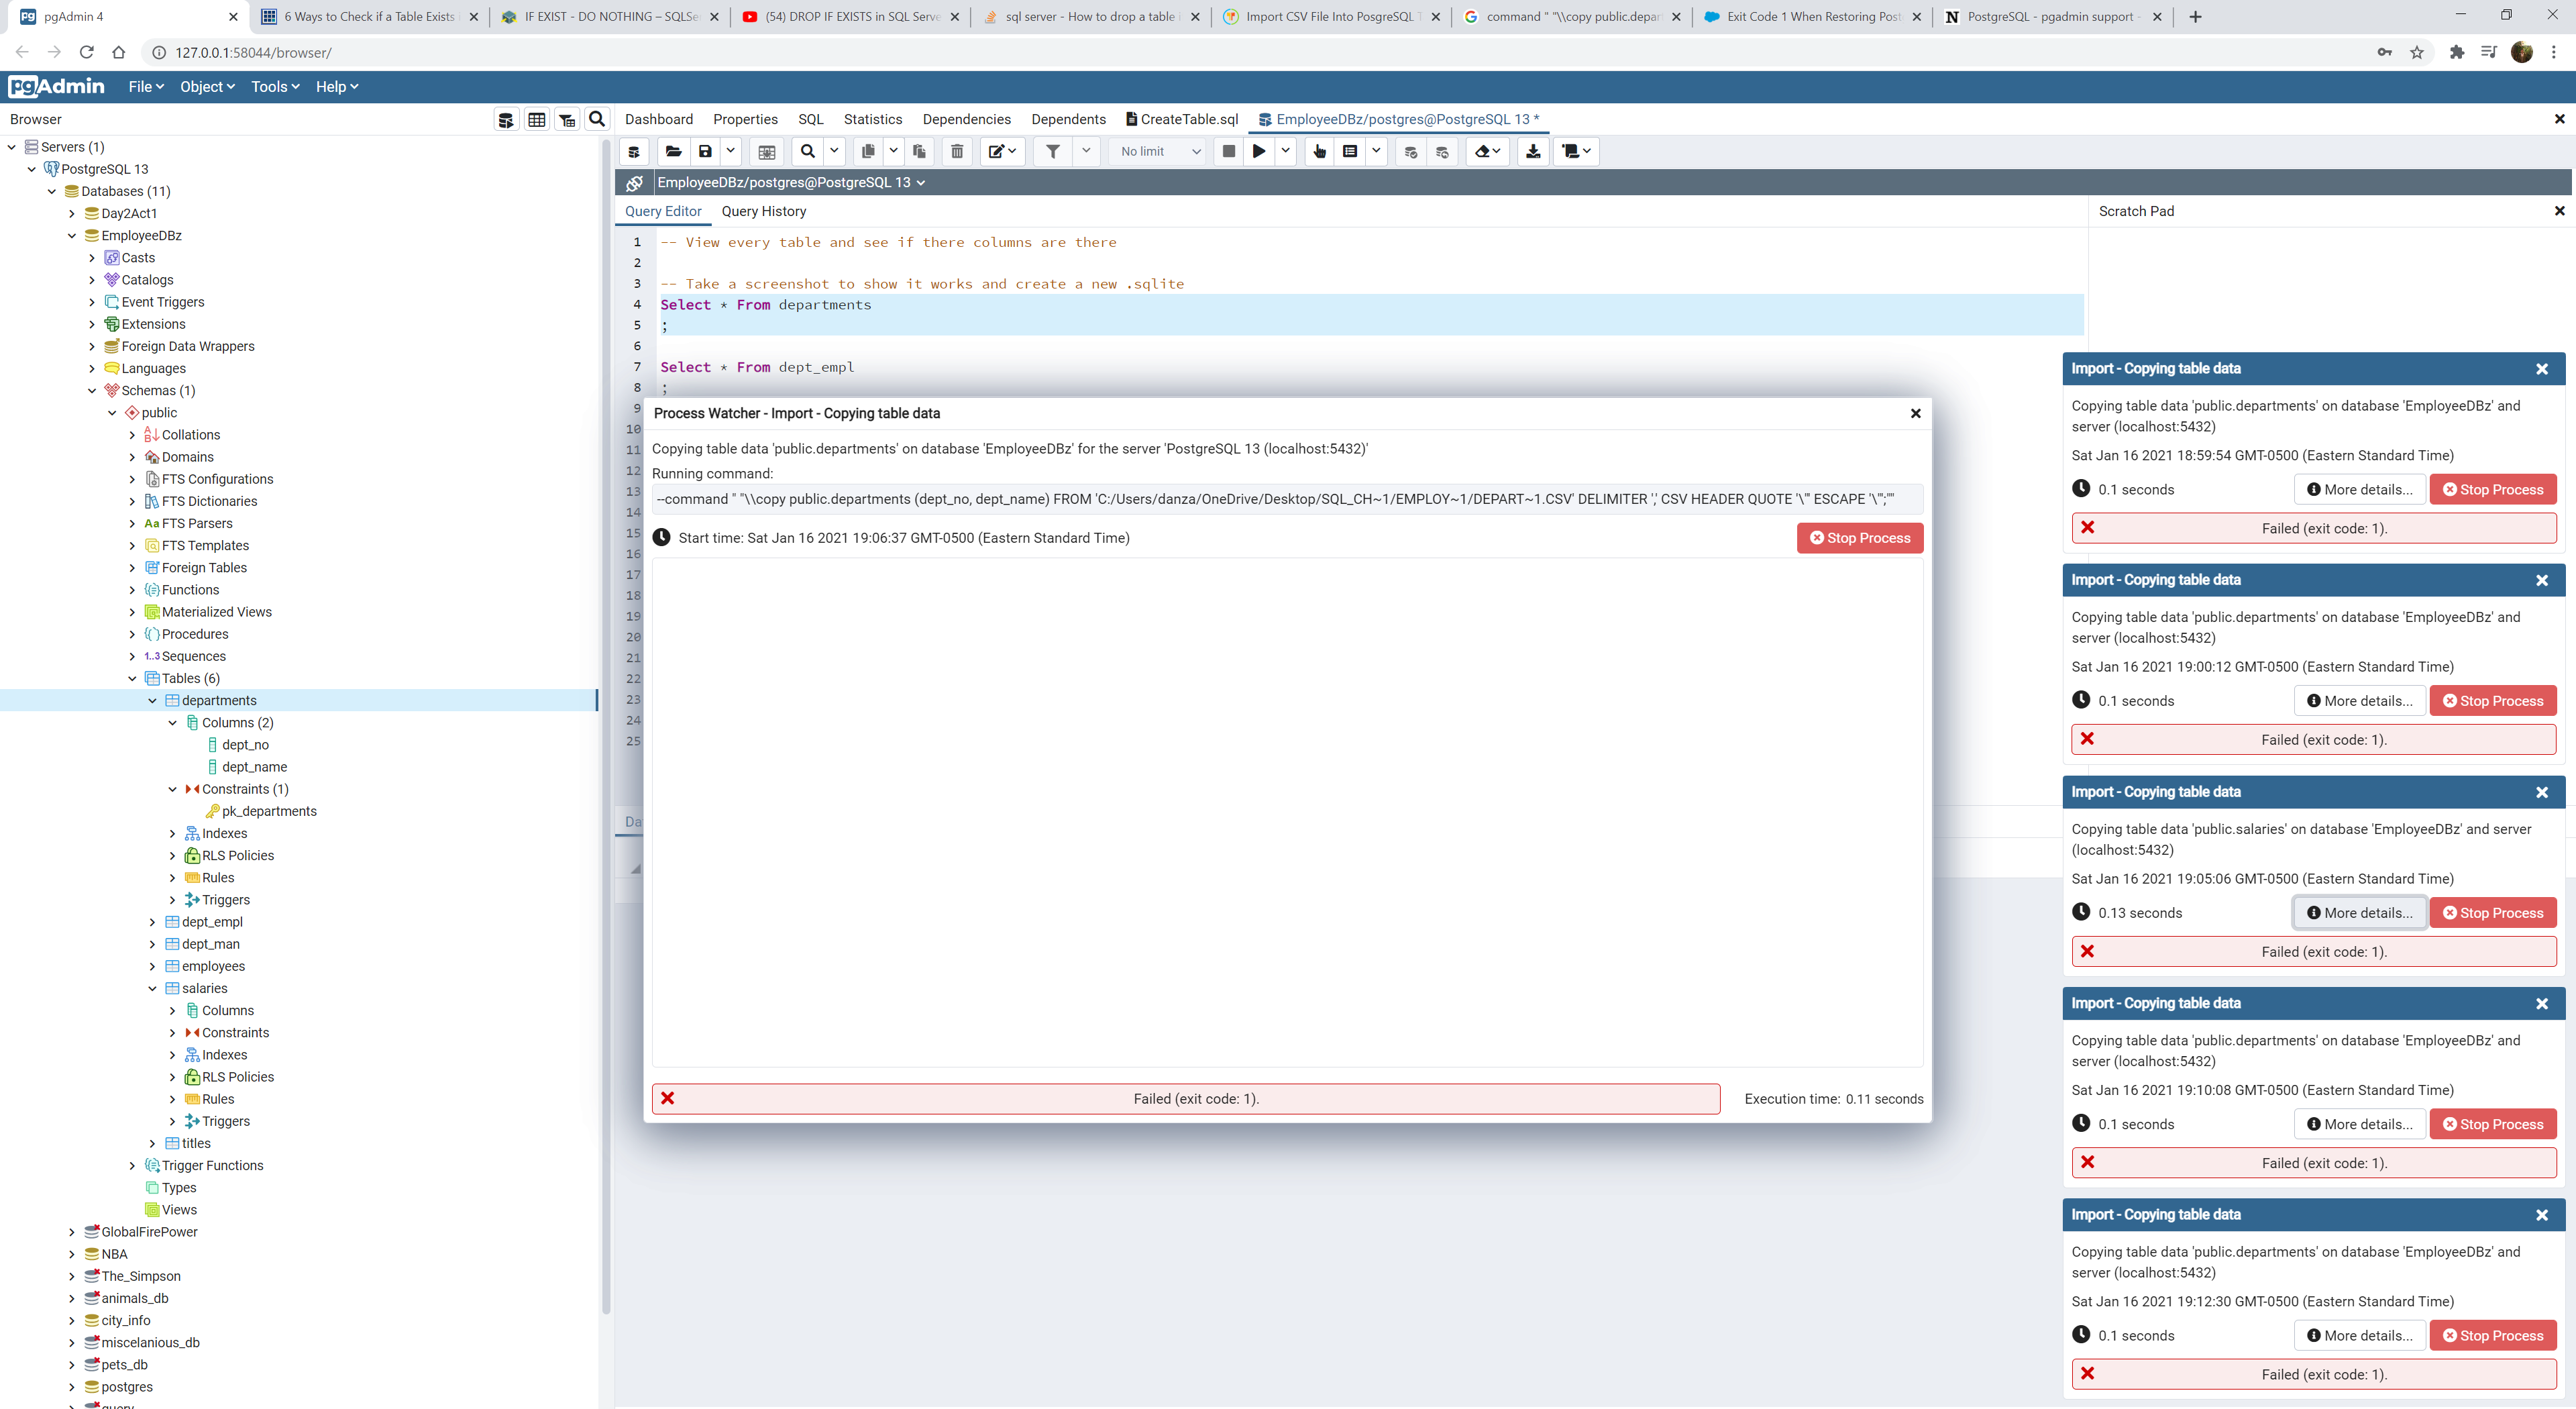 pgAdmin 4
6 Ways to Check if a Table Exists
IF EXIST - DO NOTHING – SQLSe
(54) DROP IF EXISTS in SQL Serve
sql server - How to drop a table
Import CSV File Into PosgreSQL T
command " "\\copy public.depar
Exit Code 1 When Restoring Post
PostgreSQL - pgadmin support -
127.0.0.1:58044/browser/
pgAdmin File Object Tools Help
Browser
Dashboard Properties SQL Statistics Dependencies Dependents CreateTable.sql EmployeeDBz/postgres@PostgreSQL 13 *
No limit
EmployeeDBz/postgres@PostgreSQL 13
Query Editor Query History
Scratch Pad
Servers (1)
PostgreSQL 13
Databases (11)
Day2Act1
EmployeeDBz
Casts
Catalogs
Event Triggers
Extensions
Foreign Data Wrappers
Languages
Schemas (1)
public
Collations
Domains
FTS Configurations
FTS Dictionaries
Aa FTS Parsers
FTS Templates
Foreign Tables
Functions
Materialized Views
Procedures
1..3 Sequences
Tables (6)
departments
Columns (2)
dept_no
dept_name
Constraints (1)
pk_departments
Indexes
RLS Policies
Rules
Triggers
dept_empl
dept_man
employees
salaries
Columns
Constraints
Indexes
RLS Policies
Rules
Triggers
titles
Trigger Functions
Types
Views
GlobalFirePower
NBA
The_Simpson
animals_db
city_info
miscelanious_db
pets_db
postgres
query
1 -- View every table and see if there columns are there
2
3 -- Take a screenshot to show it works and create a new .sqlite
4 Select * From departments
5 ;
6
7 Select * From dept_empl
8 ;
9
10
11
12
13
14
15
16
17
18
19
20
21
22
23
24
25
Da
Process Watcher - Import - Copying table data
Copying table data 'public.departments' on database 'EmployeeDBz' for the server 'PostgreSQL 13 (localhost:5432)'
Running command:
--command " "\\copy public.departments (dept_no, dept_name) FROM 'C:/Users/danza/OneDrive/Desktop/SQL_CH~1/EMPLOY~1/DEPART~1.CSV' DELIMITER ',' CSV HEADER QUOTE '\"' ESCAPE '\"';""
Start time: Sat Jan 16 2021 19:06:37 GMT-0500 (Eastern Standard Time)
Stop Process
Failed (exit code: 1).
Execution time: 0.11 seconds
Import - Copying table data
Copying table data 'public.departments' on database 'EmployeeDBz' and
server (localhost:5432)
Sat Jan 16 2021 18:59:54 GMT-0500 (Eastern Standard Time)
0.1 seconds More details... Stop Process
Failed (exit code: 1).
Import - Copying table data
Copying table data 'public.departments' on database 'EmployeeDBz' and
server (localhost:5432)
Sat Jan 16 2021 19:00:12 GMT-0500 (Eastern Standard Time)
0.1 seconds More details... Stop Process
Failed (exit code: 1).
Import - Copying table data
Copying table data 'public.salaries' on database 'EmployeeDBz' and server
(localhost:5432)
Sat Jan 16 2021 19:05:06 GMT-0500 (Eastern Standard Time)
0.13 seconds More details... Stop Process
Failed (exit code: 1).
Import - Copying table data
Copying table data 'public.departments' on database 'EmployeeDBz' and
server (localhost:5432)
Sat Jan 16 2021 19:10:08 GMT-0500 (Eastern Standard Time)
0.1 seconds More details... Stop Process
Failed (exit code: 1).
Import - Copying table data
Copying table data 'public.departments' on database 'EmployeeDBz' and
server (localhost:5432)
Sat Jan 16 2021 19:12:30 GMT-0500 (Eastern Standard Time)
0.1 seconds More details... Stop Process
Failed (exit code: 1).